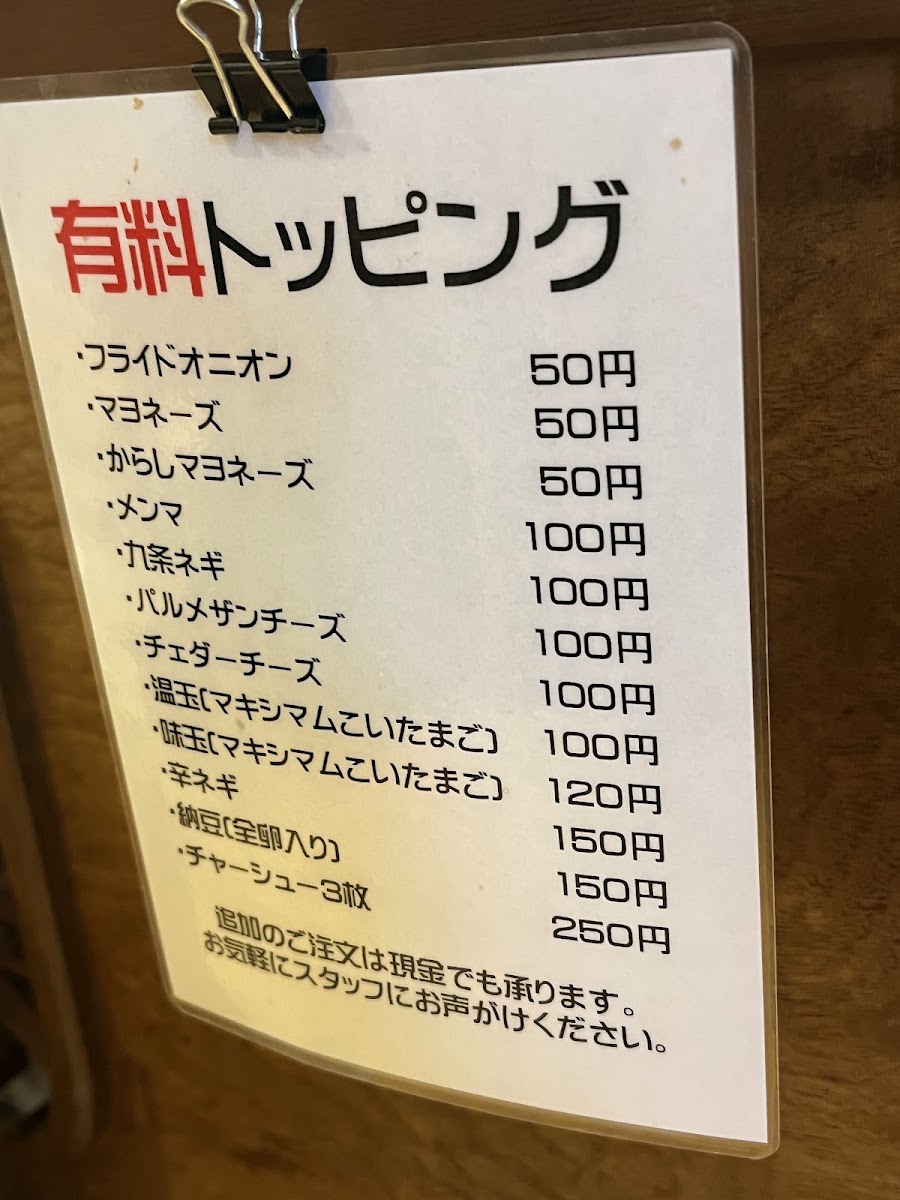 有料トッピング
・フライドオニオン 50円
・マヨネーズ 50円
・からしマヨネーズ 50円
・メンマ 100円
・九条ネギ 100円
・パルメザンチーズ 100円
・チェダーチーズ 100円
・温玉(マキシマムこいたまご) 100円
・味玉(マキシマムこいたまご) 120円
・辛ネギ 150円
・納豆(全卵入り) 150円
・チャーシュー3枚 250円
追加のご注文は現金でも承ります。
お気軽にスタッフにお声がけください。